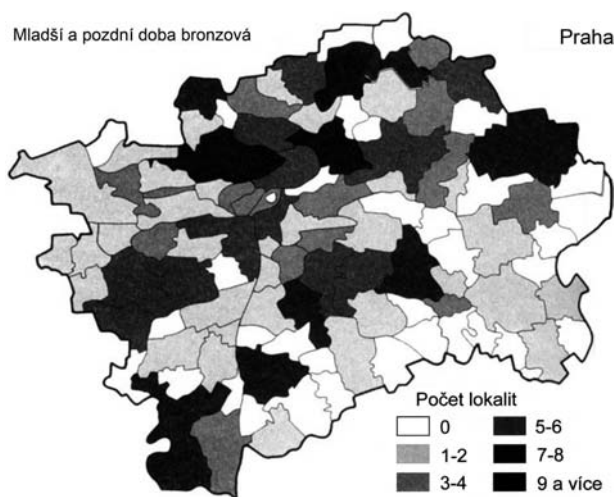 Mladší a pozdní doba bronzová
Praha
Počet lokalit
0
1-2
3-4
5-6
7-8
9 a více